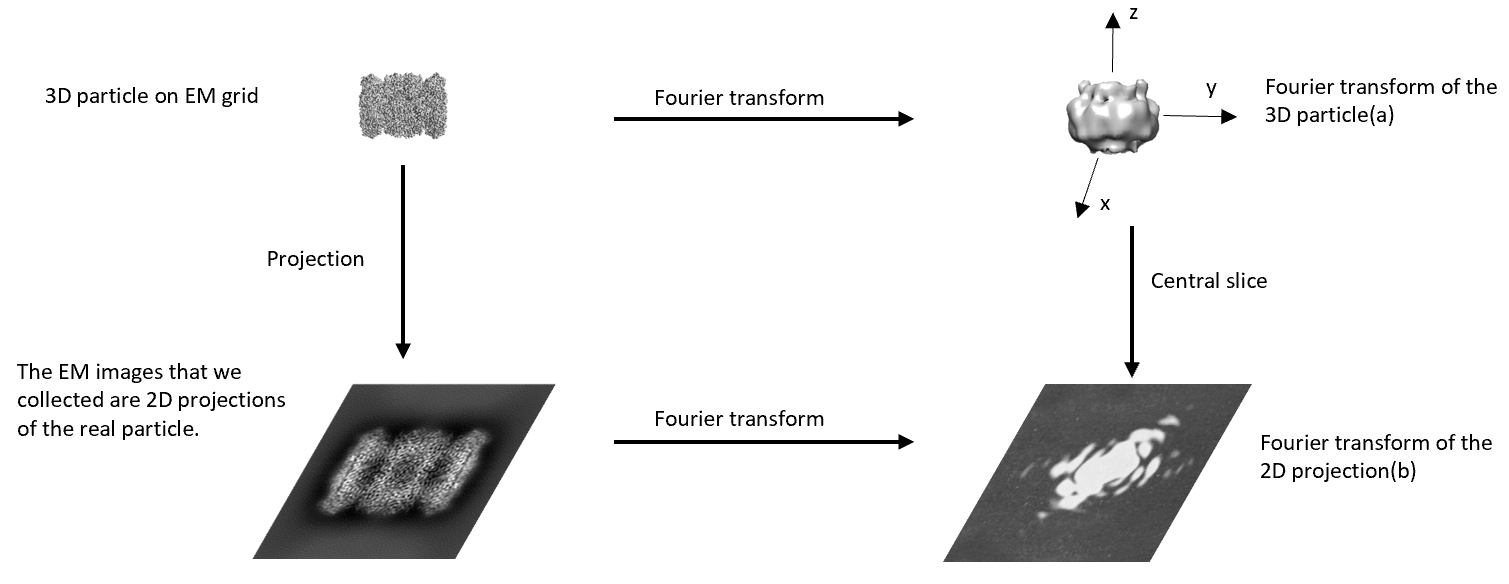 z
3D particle on EM grid
Fourier transform
y
Fourier transform of the
3D particle(a)
x
Projection
Central slice
The EM images that we
collected are 2D projections
of the real particle.
Fourier transform
Fourier transform of the
2D projection(b)